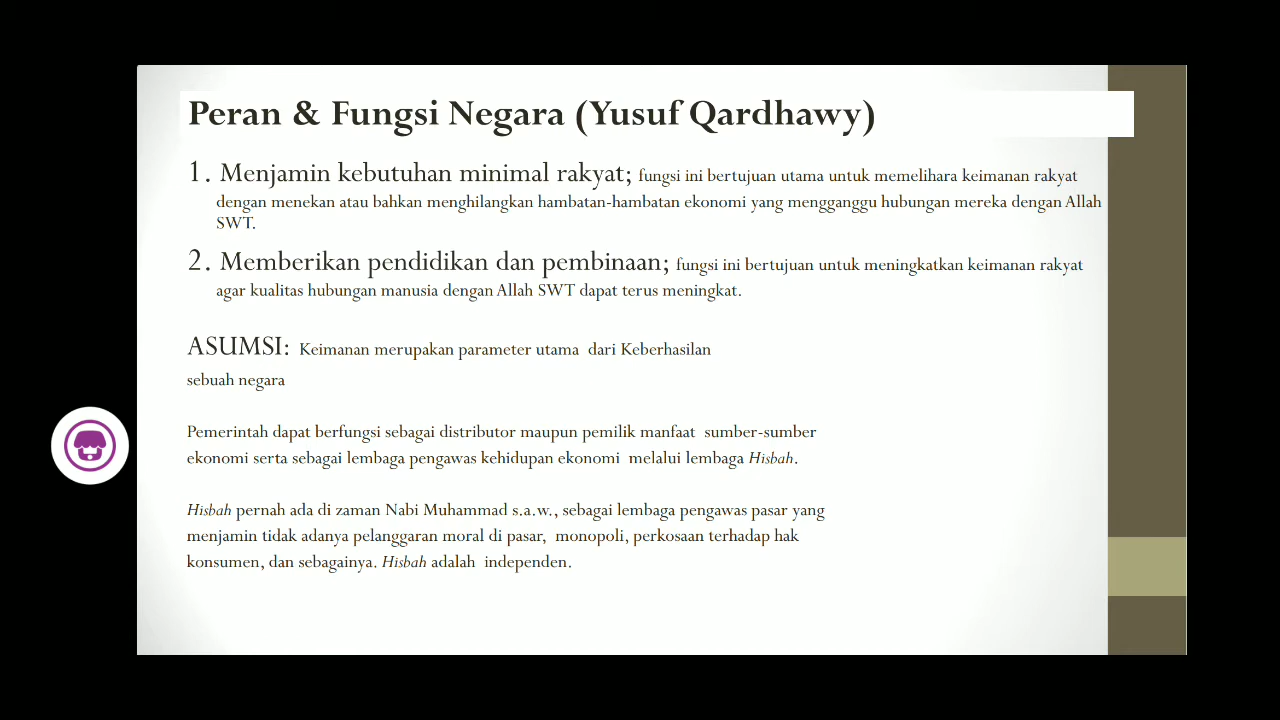 Peran & Fungsi Negara (Yusuf Qardhawy)
1. Menjamin kebutuhan minimal rakyat; fungsi ini bertujuan utama untuk memelihara keimanan rakyat
dengan menekan atau bahkan menghilangkan hambatan-hambatan ekonomi yang mengganggu hubungan mereka dengan Allah
SWT.
2. Memberikan pendidikan dan pembinaan; fungsi ini bertujuan untuk meningkatkan keimanan rakyat
agar kualitas hubungan manusia dengan Allah SWT dapat terus meningkat.
ASUMSI: Keimanan merupakan parameter utama dari Keberhasilan
sebuah negara
Pemerintah dapat berfungsi sebagai distributor maupun pemilik manfaat sumber-sumber
ekonomi serta sebagai lembaga pengawas kehidupan ekonomi melalui lembaga Hisbah.
Hisbah pernah ada di zaman Nabi Muhammad s.a.w., sebagai lembaga pengawas pasar yang
menjamin tidak adanya pelanggaran moral di pasar, monopoli, perkosaan terhadap hak
konsumen, dan sebagainya. Hisbah adalah independen.